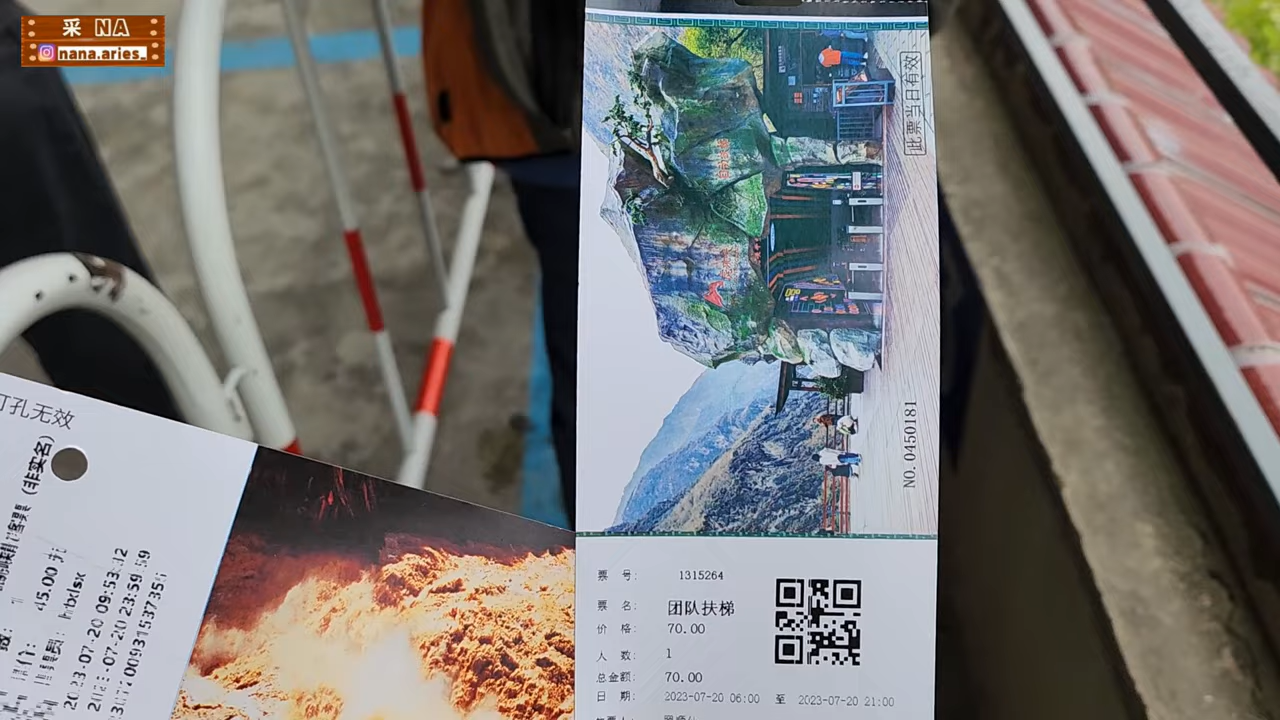 采 NA
nana.aries_
此票当日有效
NO. 0450181
票 号: 1315264
票 名: 团队扶梯
价 格: 70.00
人 数: 1
总金额: 70.00
日 期: 2023-07-20 06:00 至 2023-07-20 21:00
打孔无效
(非实名)
45.00 元
hrbxlsx
2023-07-20 09:53:12
2023-07-20 23:59:59